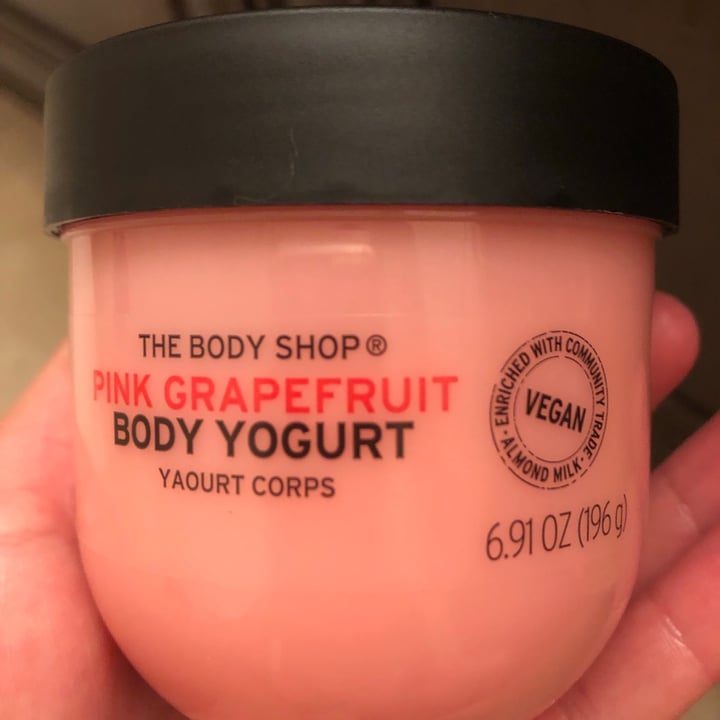 THE BODY SHOP®
PINK GRAPEFRUIT
BODY YOGURT
YAOURT CORPS
ENRICHED WITH COMMUNITY TRADE
· ALMOND MILK ·
VEGAN
6.91 OZ (196 g)